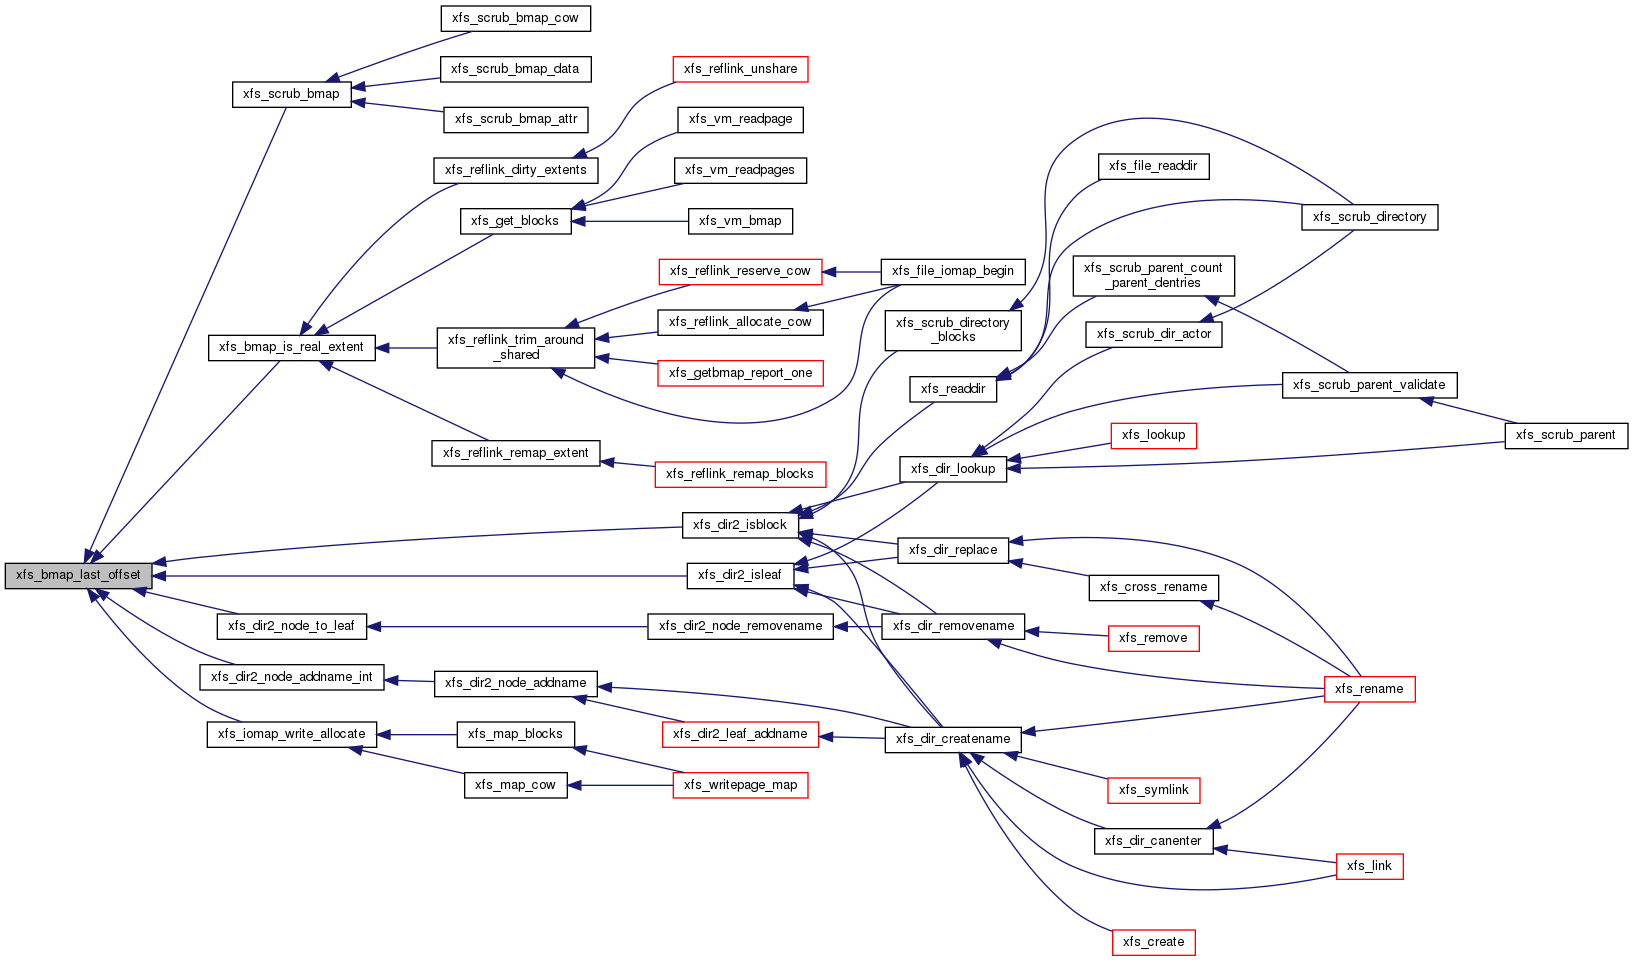 xfs_scrub_bmap_cow
xfs_scrub_bmap_data
xfs_reflink_unshare
xfs_scrub_bmap
xfs_scrub_bmap_attr
xfs_vm_readpage
xfs_reflink_dirty_extents
xfs_vm_readpages
xfs_file_readdir
xfs_get_blocks
xfs_vm_bmap
xfs_scrub_directory
xfs_reflink_reserve_cow
xfs_file_iomap_begin
xfs_scrub_parent_count
_parent_dentries
xfs_reflink_allocate_cow
xfs_scrub_directory
_blocks
xfs_scrub_dir_actor
xfs_bmap_is_real_extent
xfs_reflink_trim_around
_shared
xfs_getbmap_report_one
xfs_readdir
xfs_scrub_parent_validate
xfs_lookup
xfs_scrub_parent
xfs_reflink_remap_extent
xfs_reflink_remap_blocks
xfs_dir_lookup
xfs_dir2_isblock
xfs_dir_replace
xfs_bmap_last_offset
xfs_dir2_isleaf
xfs_cross_rename
xfs_dir2_node_to_leaf
xfs_dir2_node_removename
xfs_dir_removename
xfs_remove
xfs_dir2_node_addname_int
xfs_dir2_node_addname
xfs_rename
xfs_iomap_write_allocate
xfs_map_blocks
xfs_dir2_leaf_addname
xfs_dir_createname
xfs_map_cow
xfs_writepage_map
xfs_symlink
xfs_dir_canenter
xfs_link
xfs_create